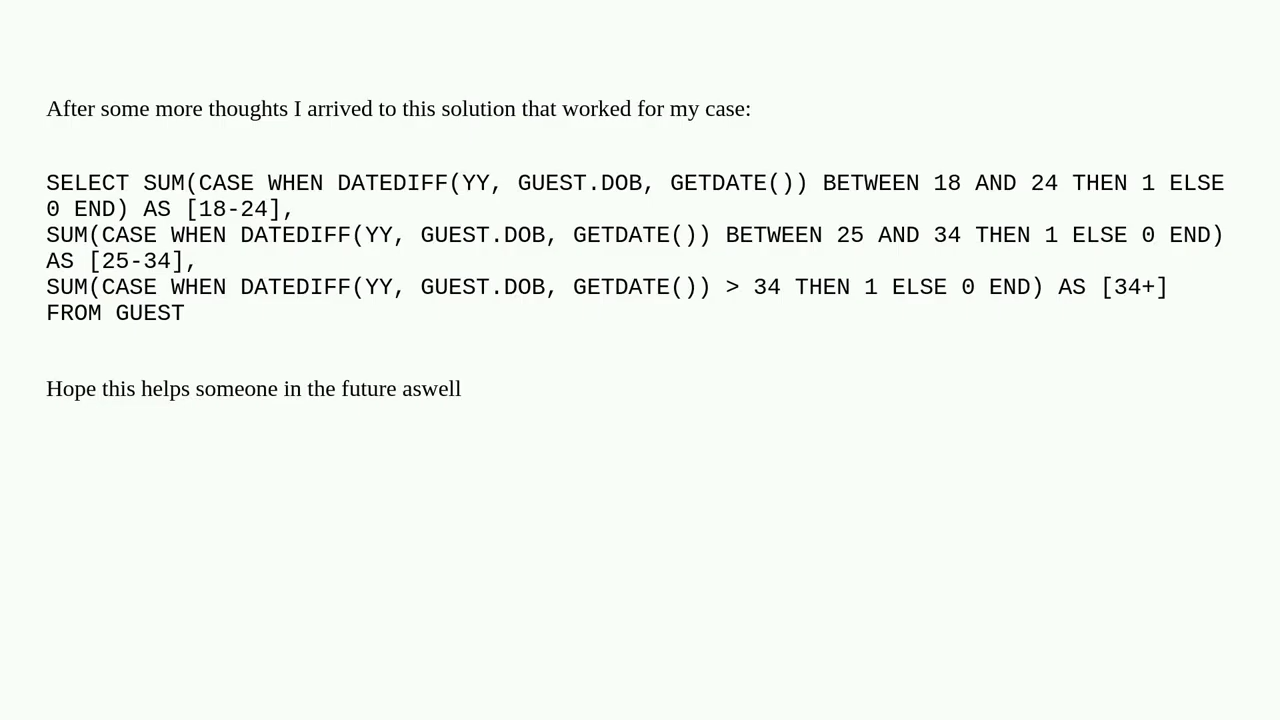 After some more thoughts I arrived to this solution that worked for my case:
SELECT SUM(CASE WHEN DATEDIFF(YY, GUEST.DOB, GETDATE()) BETWEEN 18 AND 24 THEN 1 ELSE
0 END) AS [18-24],
SUM(CASE WHEN DATEDIFF(YY, GUEST.DOB, GETDATE()) BETWEEN 25 AND 34 THEN 1 ELSE 0 END)
AS [25-34],
SUM(CASE WHEN DATEDIFF(YY, GUEST.DOB, GETDATE()) > 34 THEN 1 ELSE 0 END) AS [34+]
FROM GUEST
Hope this helps someone in the future aswell